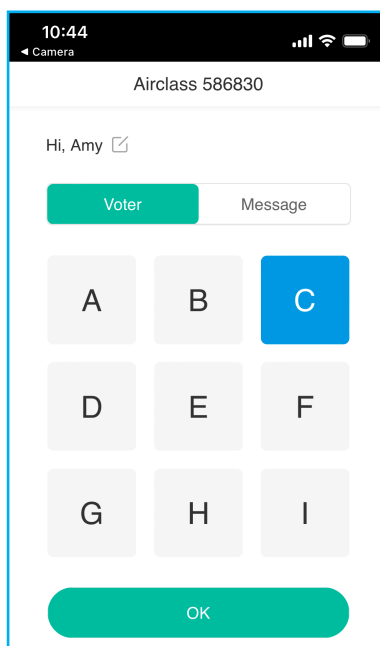 10:44
◀ Camera
Airclass 586830
Hi, Amy
Voter Message
A B C
D E F
G H I
OK